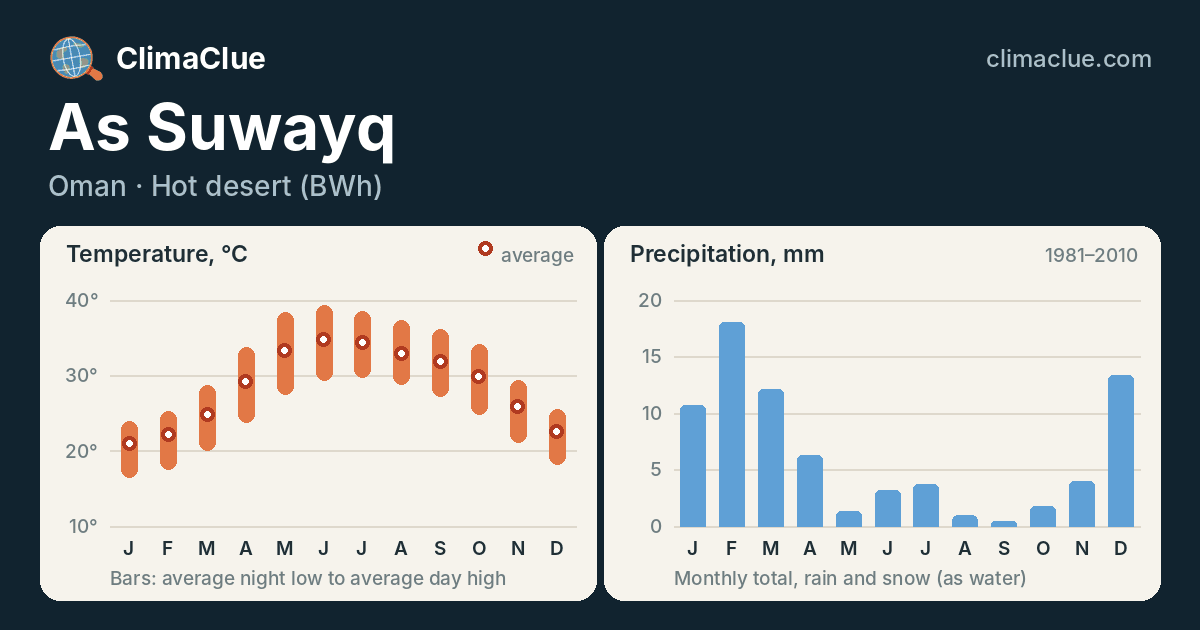 ClimaClue
climaclue.com
As Suwayq
Oman · Hot desert (BWh)
Temperature, °C
average
40°
30°
20°
10°
J F M A M J J A S O N D
Bars: average night low to average day high
Precipitation, mm
1981–2010
20
15
10
5
0
J F M A M J J A S O N D
Monthly total, rain and snow (as water)